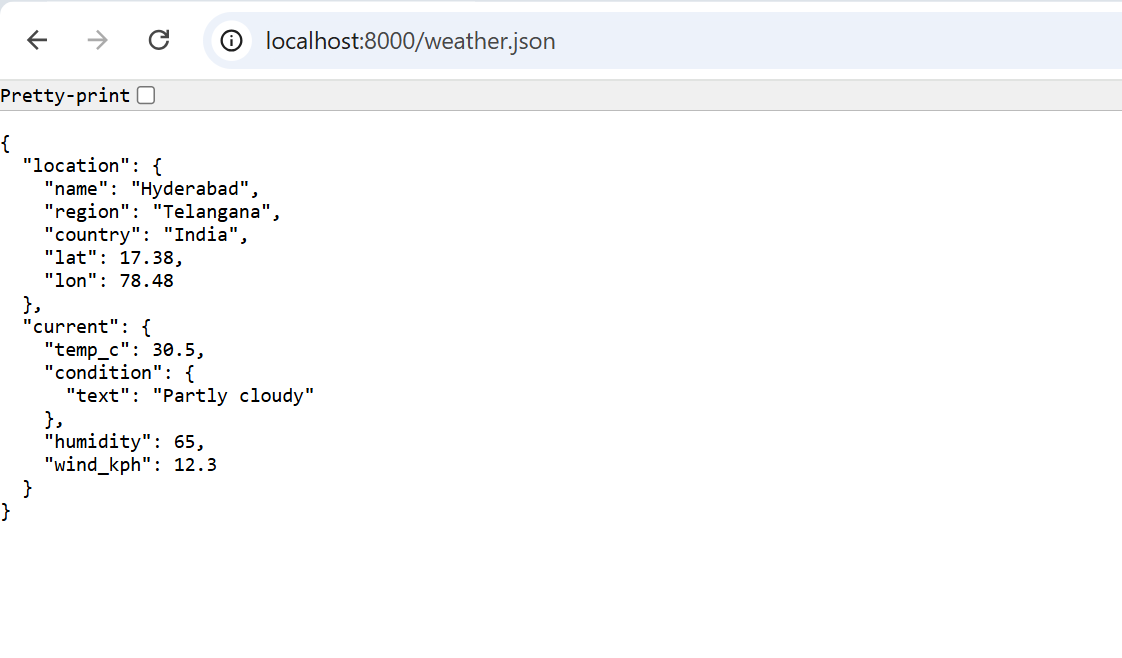 localhost:8000/weather.json
Pretty-print
{
  "location": {
    "name": "Hyderabad",
    "region": "Telangana",
    "country": "India",
    "lat": 17.38,
    "lon": 78.48
  },
  "current": {
    "temp_c": 30.5,
    "condition": {
      "text": "Partly cloudy"
    },
    "humidity": 65,
    "wind_kph": 12.3
  }
}